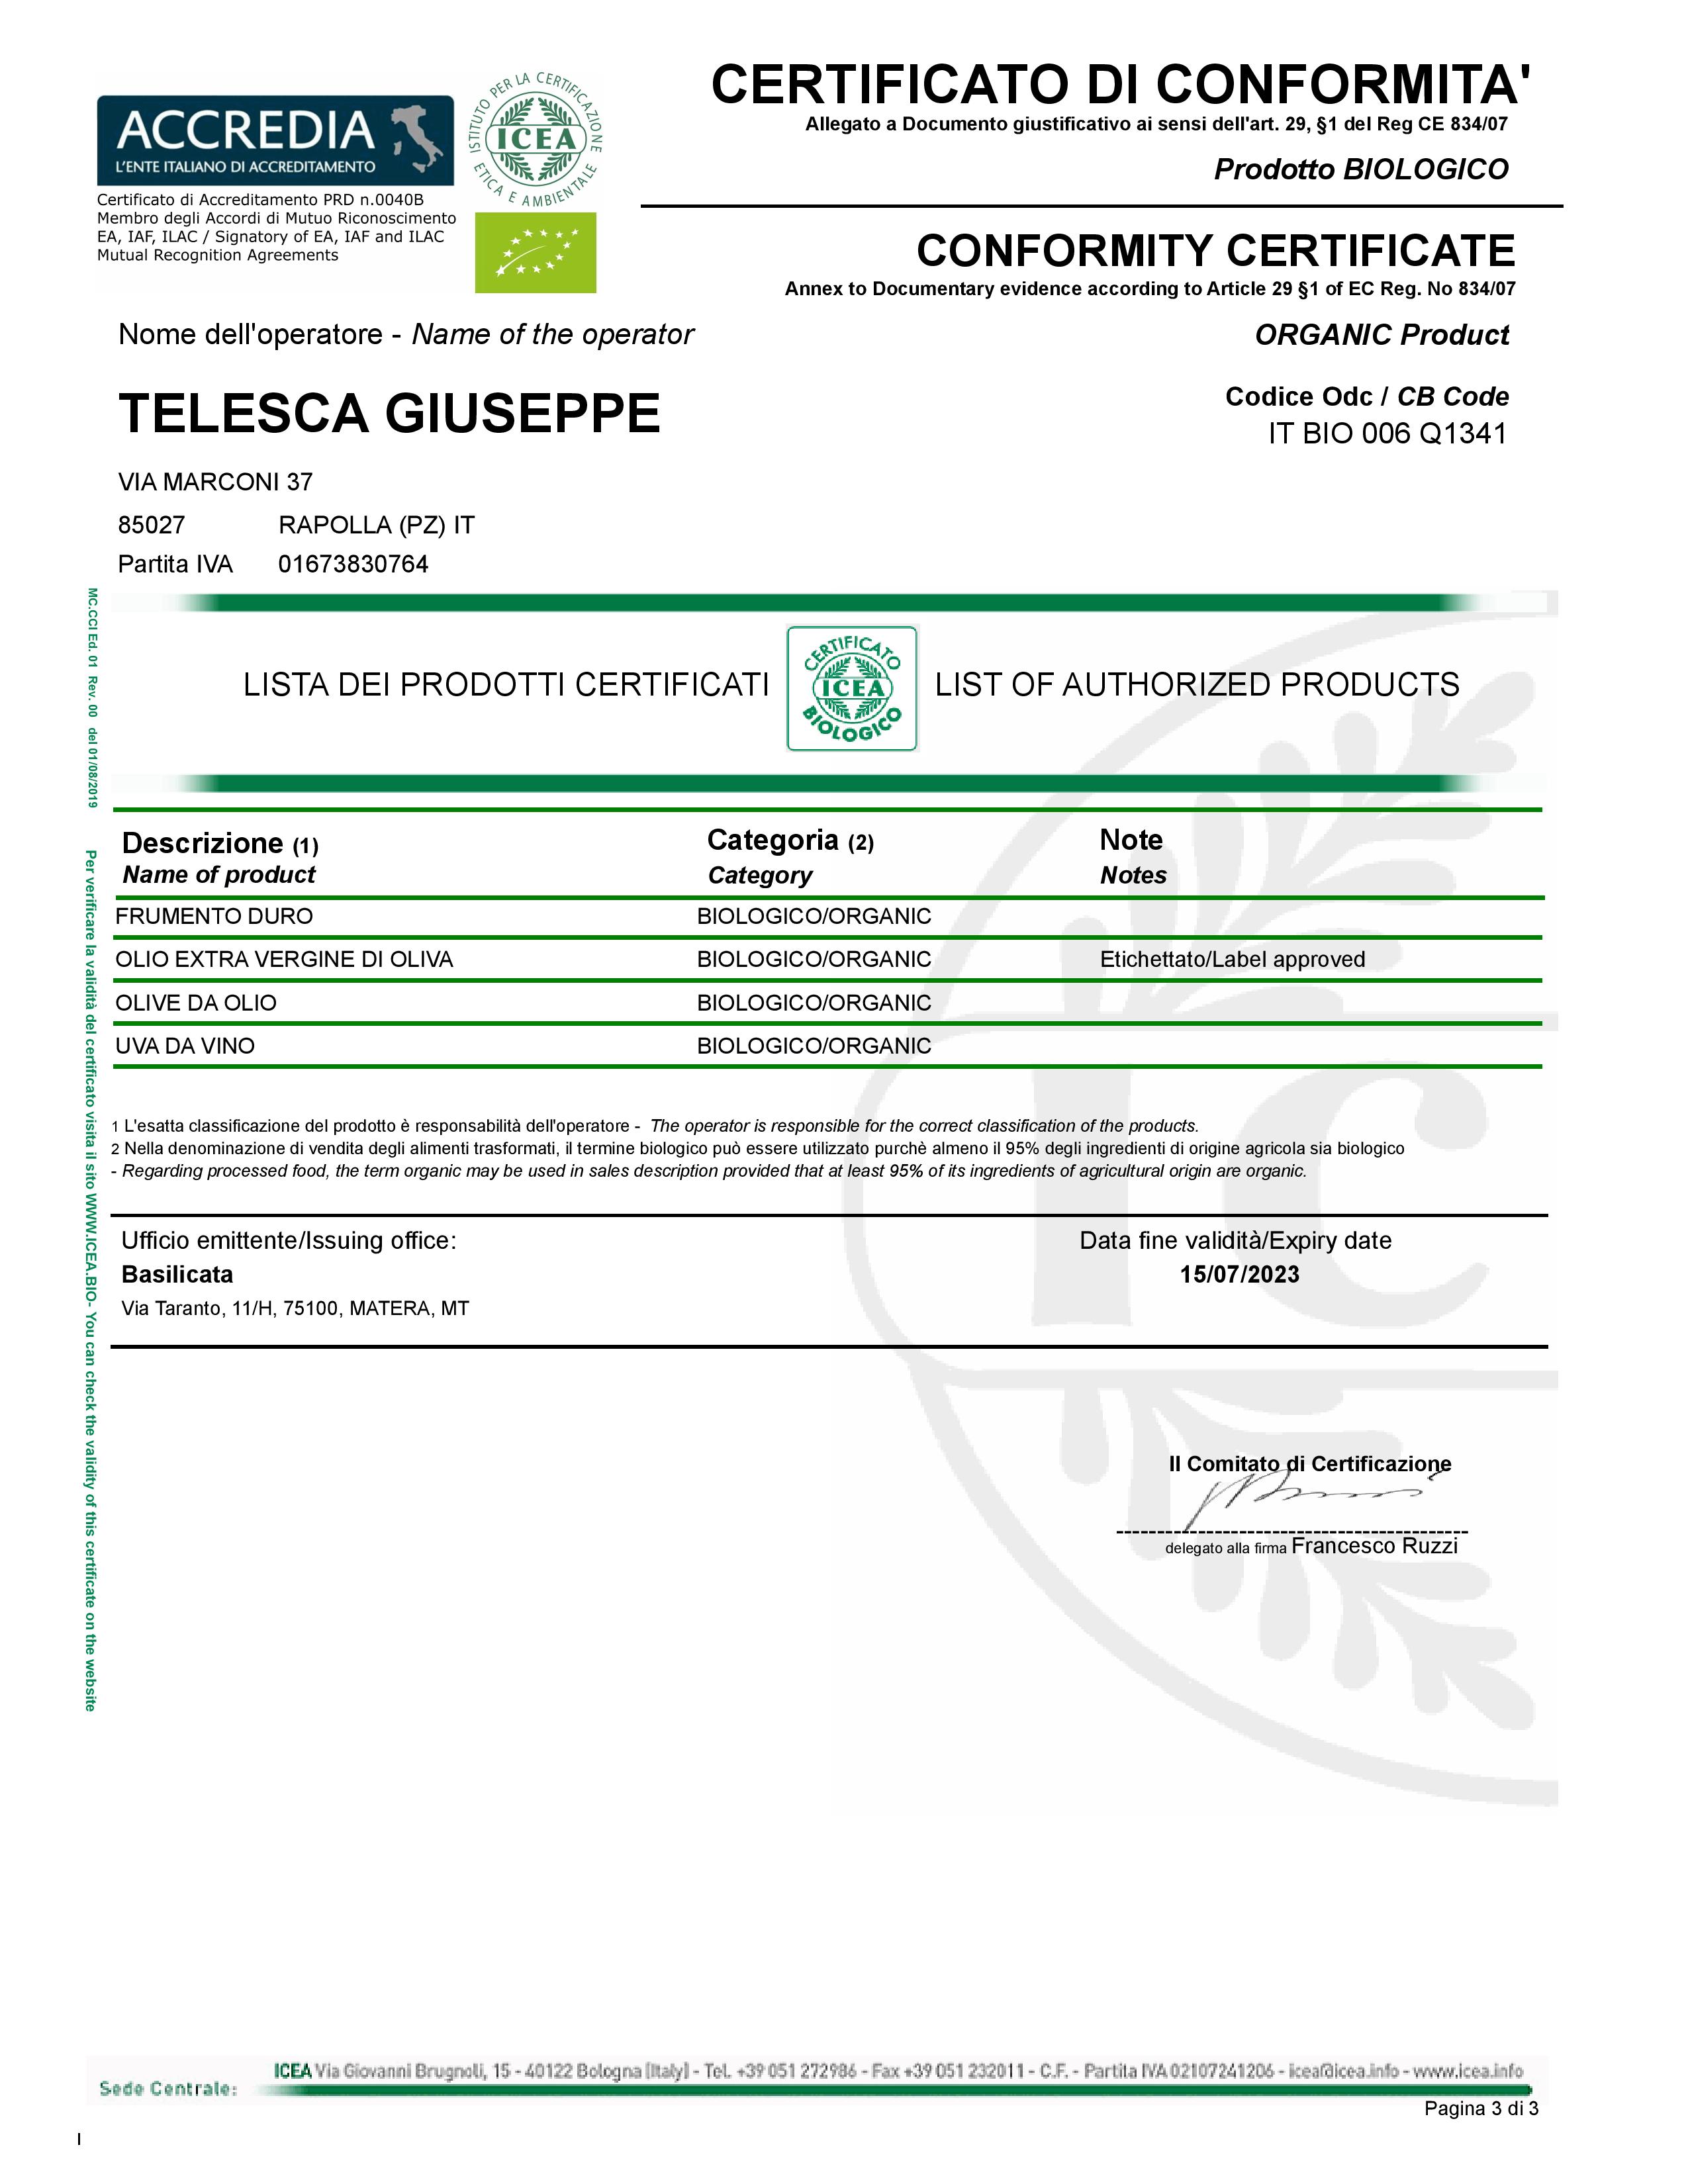 CERTIFICATO DI CONFORMITA'
Allegato a Documento giustificativo ai sensi dell'art. 29, §1 del Reg CE 834/07
Prodotto BIOLOGICO
ACCREDIA
L'ENTE ITALIANO DI ACCREDITAMENTO
ISTITUTO PER LA CERTIFICAZIONE ETICA E AMBIENTALE
ICEA
Certificato di Accreditamento PRD n.0040B
Membro degli Accordi di Mutuo Riconoscimento
EA, IAF, ILAC / Signatory of EA, IAF and ILAC
Mutual Recognition Agreements
CONFORMITY CERTIFICATE
Annex to Documentary evidence according to Article 29 §1 of EC Reg. No 834/07
ORGANIC Product
Nome dell'operatore - Name of the operator
Codice Odc / CB Code
IT BIO 006 Q1341
TELESCA GIUSEPPE
VIA MARCONI 37
85027 RAPOLLA (PZ) IT
Partita IVA 01673830764
MC.CCI Ed. 01 Rev. 00 del 01/08/2019
Per verificare la validità del certificato visita il sito WWW.ICEA.BIO- You can check the validity of this certificate on the website
LISTA DEI PRODOTTI CERTIFICATI
CERTIFICATO
ICEA
BIOLOGICO
LIST OF AUTHORIZED PRODUCTS
Descrizione (1) Categoria (2) Note
Name of product Category Notes
FRUMENTO DURO BIOLOGICO/ORGANIC
OLIO EXTRA VERGINE DI OLIVA BIOLOGICO/ORGANIC Etichettato/Label approved
OLIVE DA OLIO BIOLOGICO/ORGANIC
UVA DA VINO BIOLOGICO/ORGANIC
1 L'esatta classificazione del prodotto è responsabilità dell'operatore - The operator is responsible for the correct classification of the products.
2 Nella denominazione di vendita degli alimenti trasformati, il termine biologico può essere utilizzato purchè almeno il 95% degli ingredienti di origine agricola sia biologico
- Regarding processed food, the term organic may be used in sales description provided that at least 95% of its ingredients of agricultural origin are organic.
Ufficio emittente/Issuing office: Data fine validità/Expiry date
Basilicata 15/07/2023
Via Taranto, 11/H, 75100, MATERA, MT
Il Comitato di Certificazione
delegato alla firma Francesco Ruzzi
ICEA Via Giovanni Brugnoli, 15 - 40122 Bologna (Italy) - Tel. +39 051 272986 - Fax +39 051 232011 - C.F. - Partita IVA 02107241206 - icea@icea.info - www.icea.info
Sede Centrale:
Pagina 3 di 3